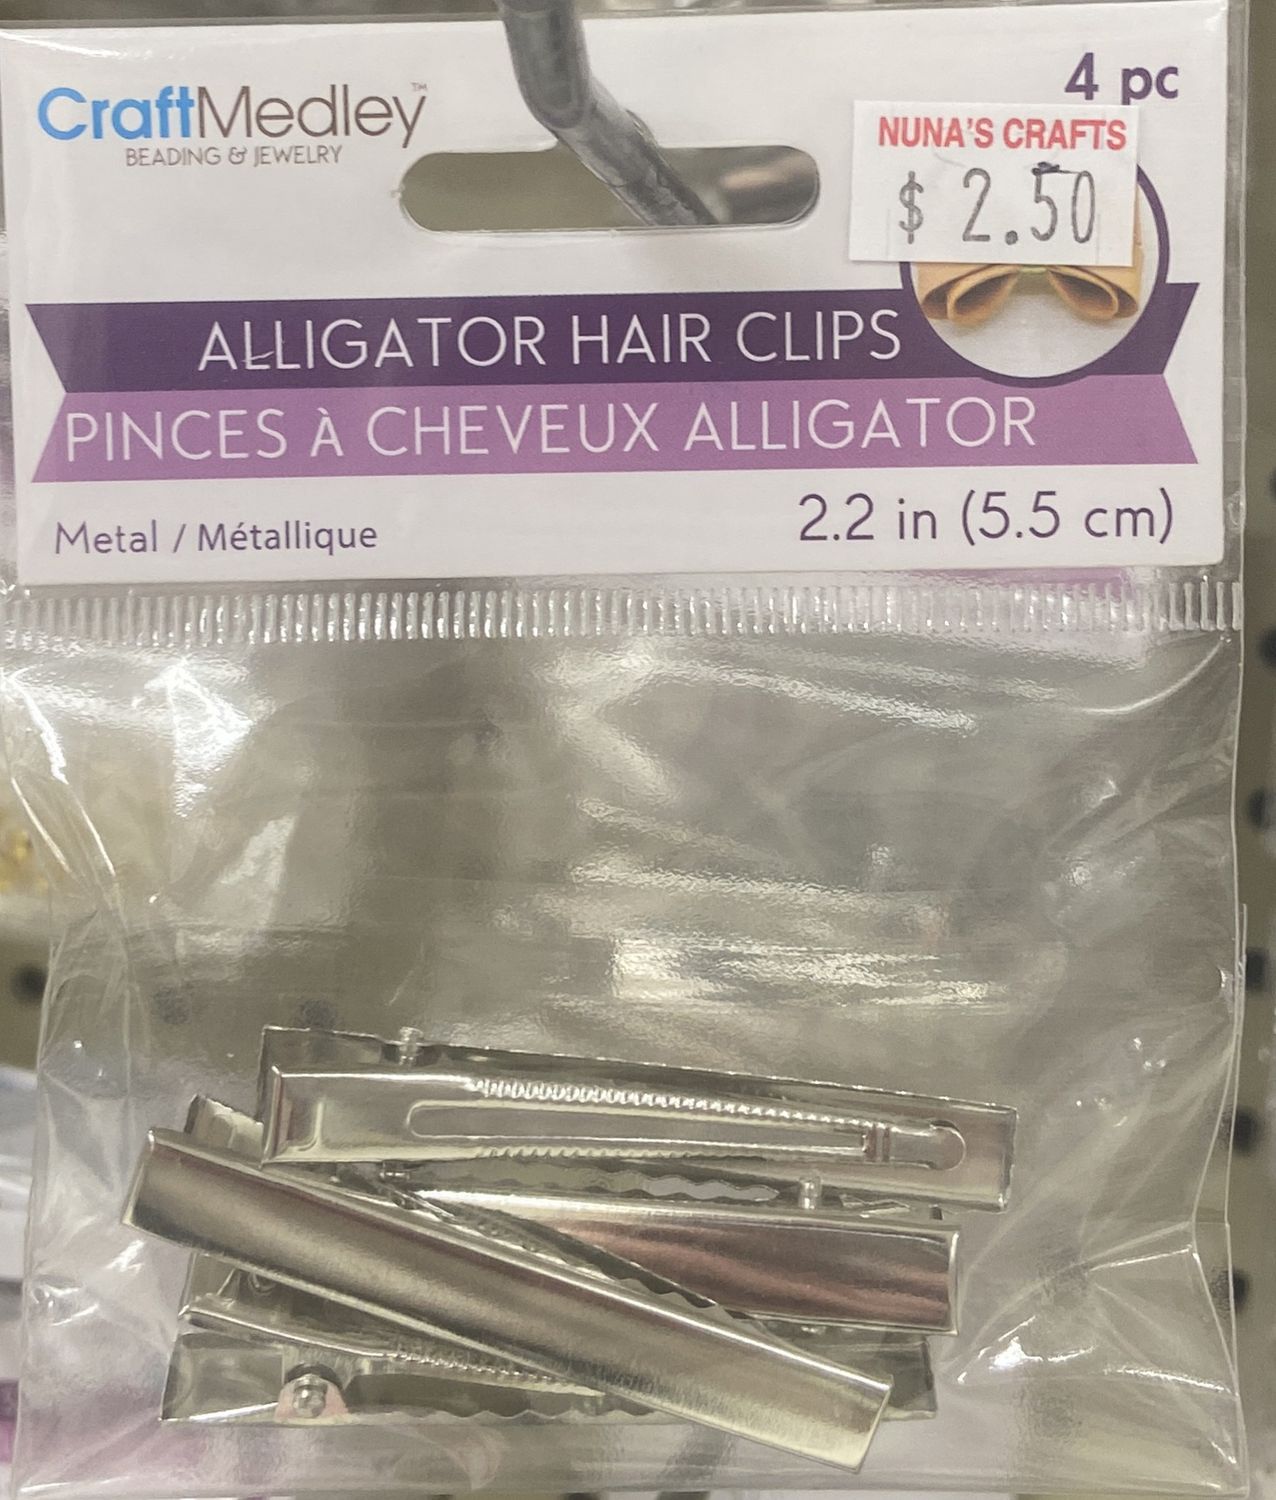 CraftMedley™
BEADING & JEWELRY
4 pc
NUNA'S CRAFTS
$ 2.50
ALLIGATOR HAIR CLIPS
PINCES À CHEVEUX ALLIGATOR
Metal / Métallique
2.2 in (5.5 cm)